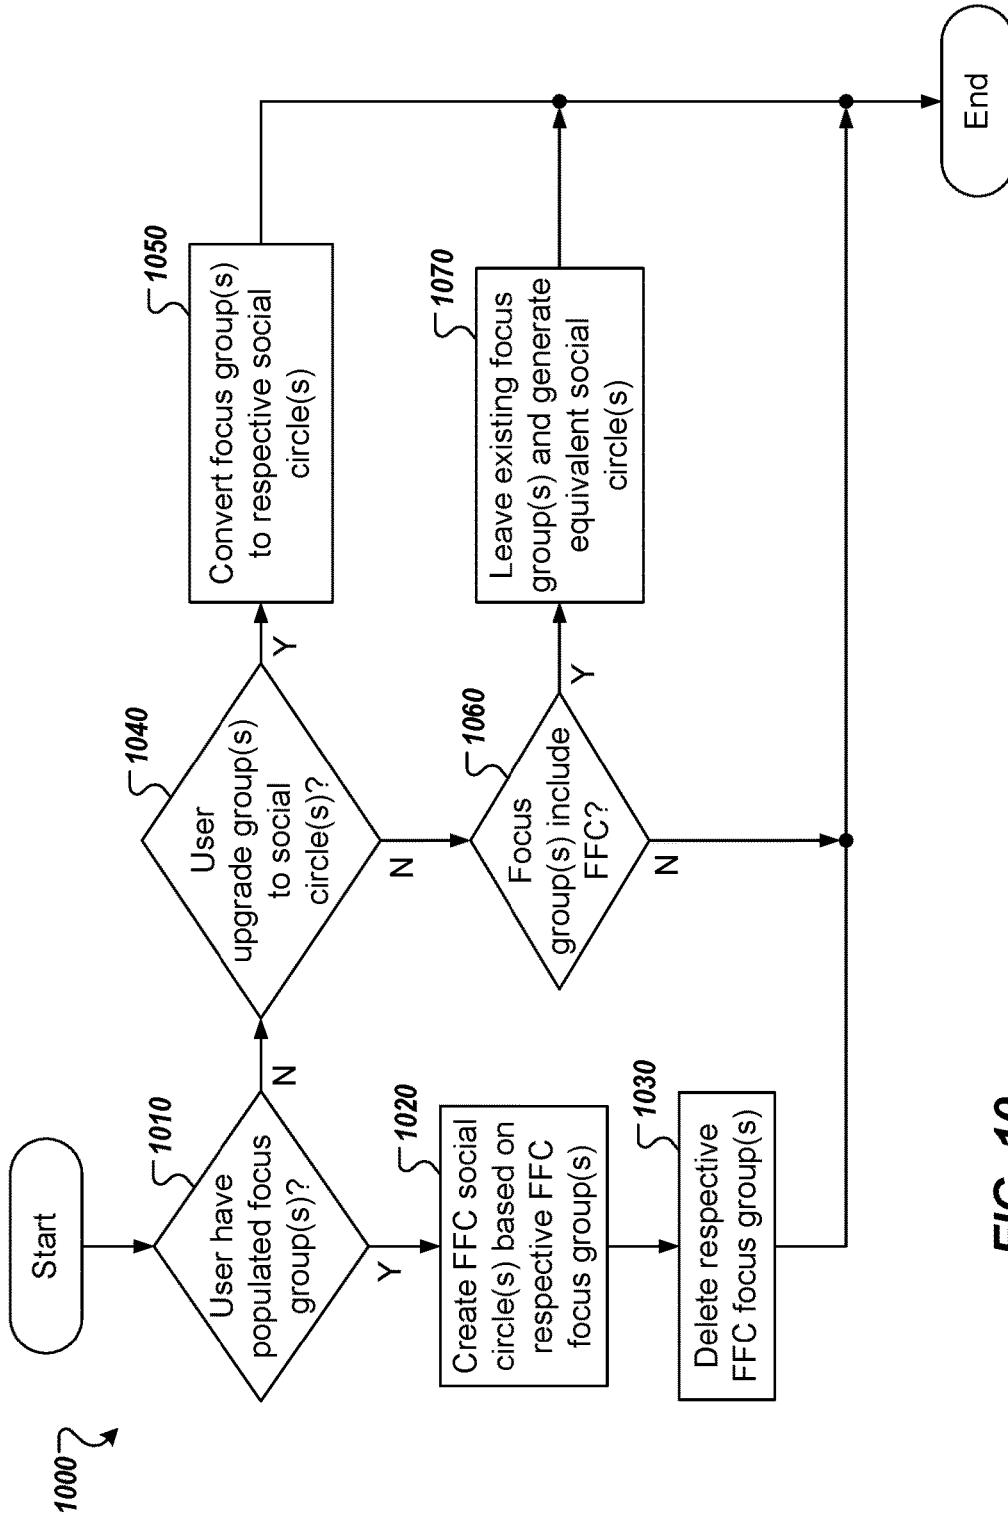 1000
Start
1010
User have
populated focus
group(s)?
N
Y
1020
Create FFC social
circle(s) based on
respective FFC
focus group(s)
1030
Delete respective
FFC focus group(s)
1040
User
upgrade group(s)
to social
circle(s)?
Y
N
1050
Convert focus group(s)
to respective social
circle(s)
1060
Focus
group(s) include
FFC?
Y
N
1070
Leave existing focus
group(s) and generate
equivalent social
circle(s)
End
FIG. 10